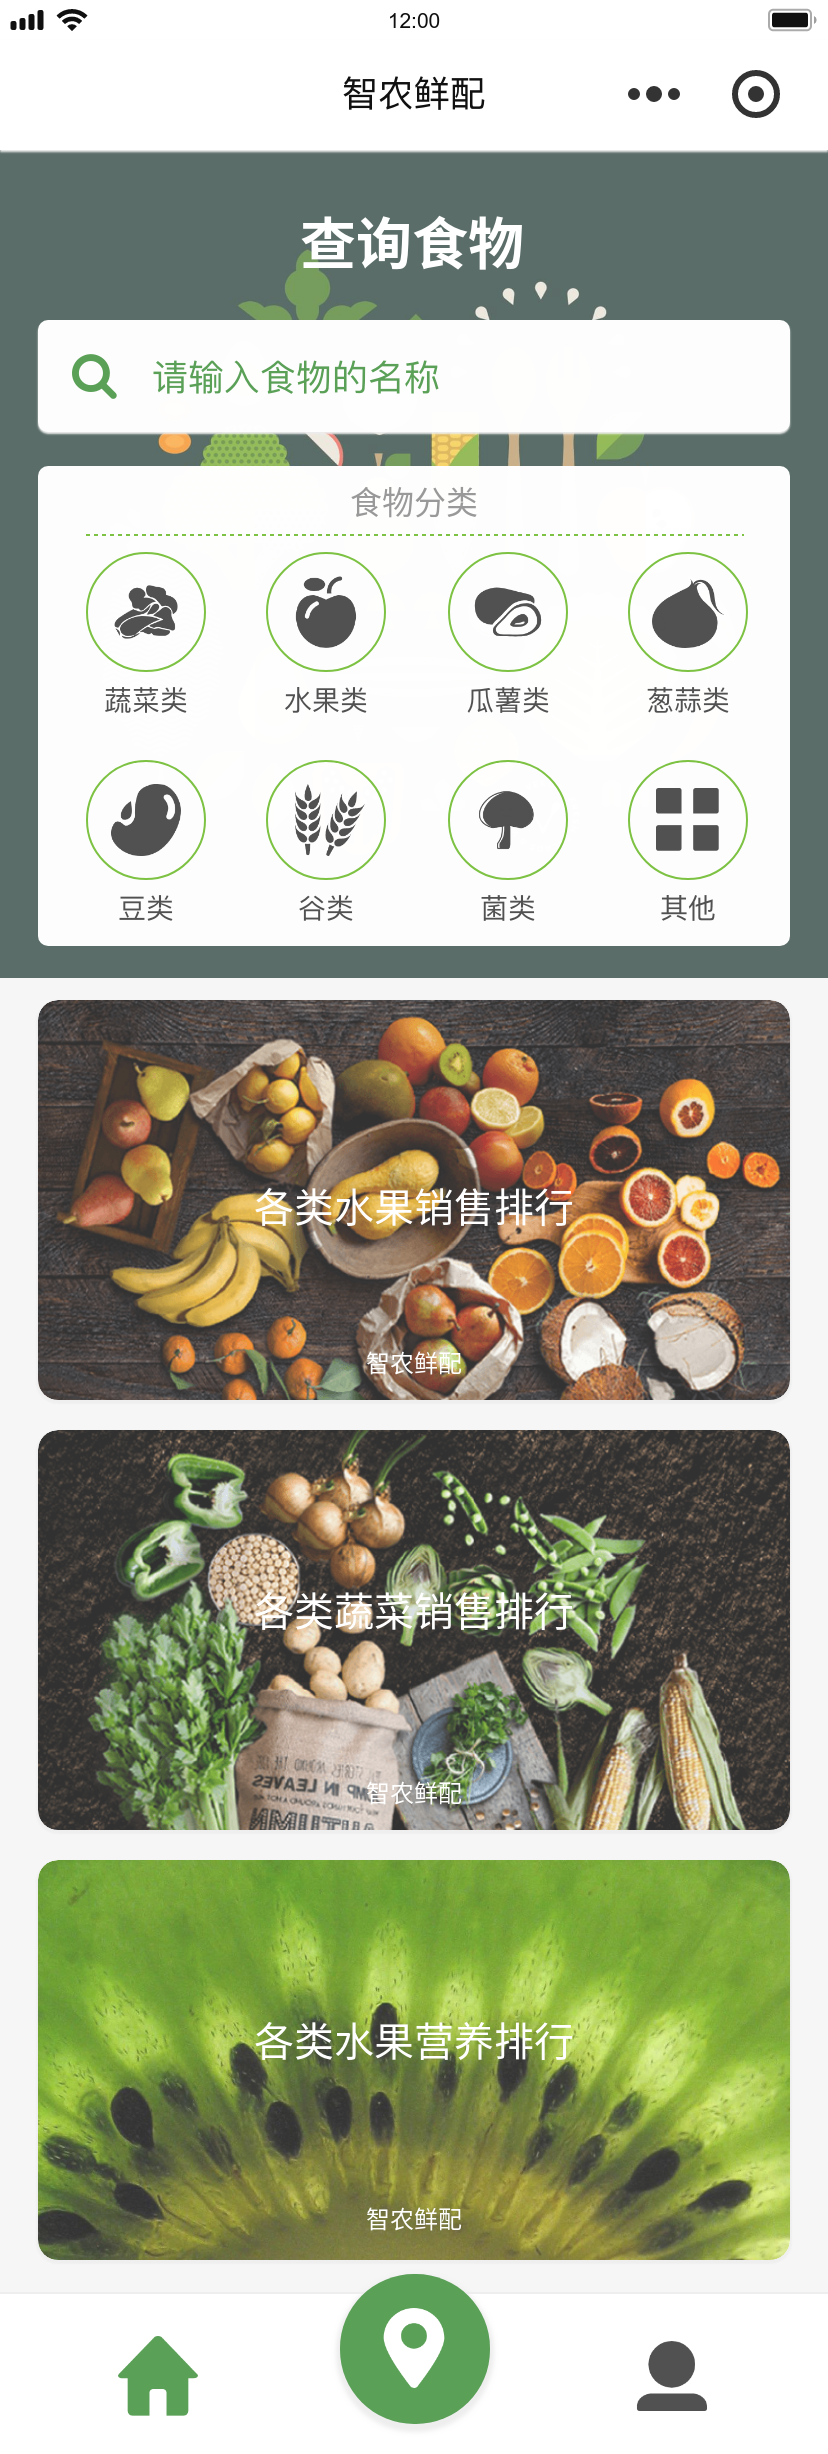 12:00
智农鲜配
查询食物
请输入食物的名称
食物分类
蔬菜类
水果类
瓜薯类
葱蒜类
豆类
谷类
菌类
其他
各类水果销售排行
智农鲜配
各类蔬菜销售排行
智农鲜配
各类水果营养排行
智农鲜配